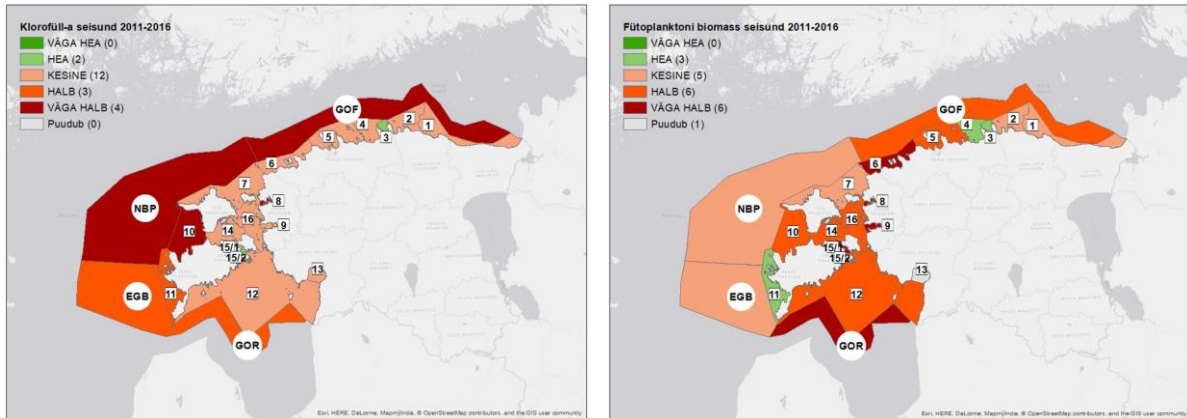 Klorofüll-a seisund 2011-2016
VÄGA HEA (0)
HEA (2)
KESINE (12)
HALB (3)
VÄGA HALB (4)
Puudub (0)
GOF
2
4
1
5
3
6
7
8
NBP
16
9
10
14
15/1
15/2
13
EGB
11
12
GOR
Esri, HERE, DeLorme, MapmyIndia, © OpenStreetMap contributors, and the GIS user community
Fütoplanktoni biomass seisund 2011-2016
VÄGA HEA (0)
HEA (3)
KESINE (5)
HALB (6)
VÄGA HALB (6)
Puudub (1)
GOF
2
4
1
5
3
6
7
8
NBP
16
9
10
14
15/1
15/2
13
EGB
11
12
GOR
Esri, HERE, DeLorme, MapmyIndia, © OpenStreetMap contributors, and the GIS user community